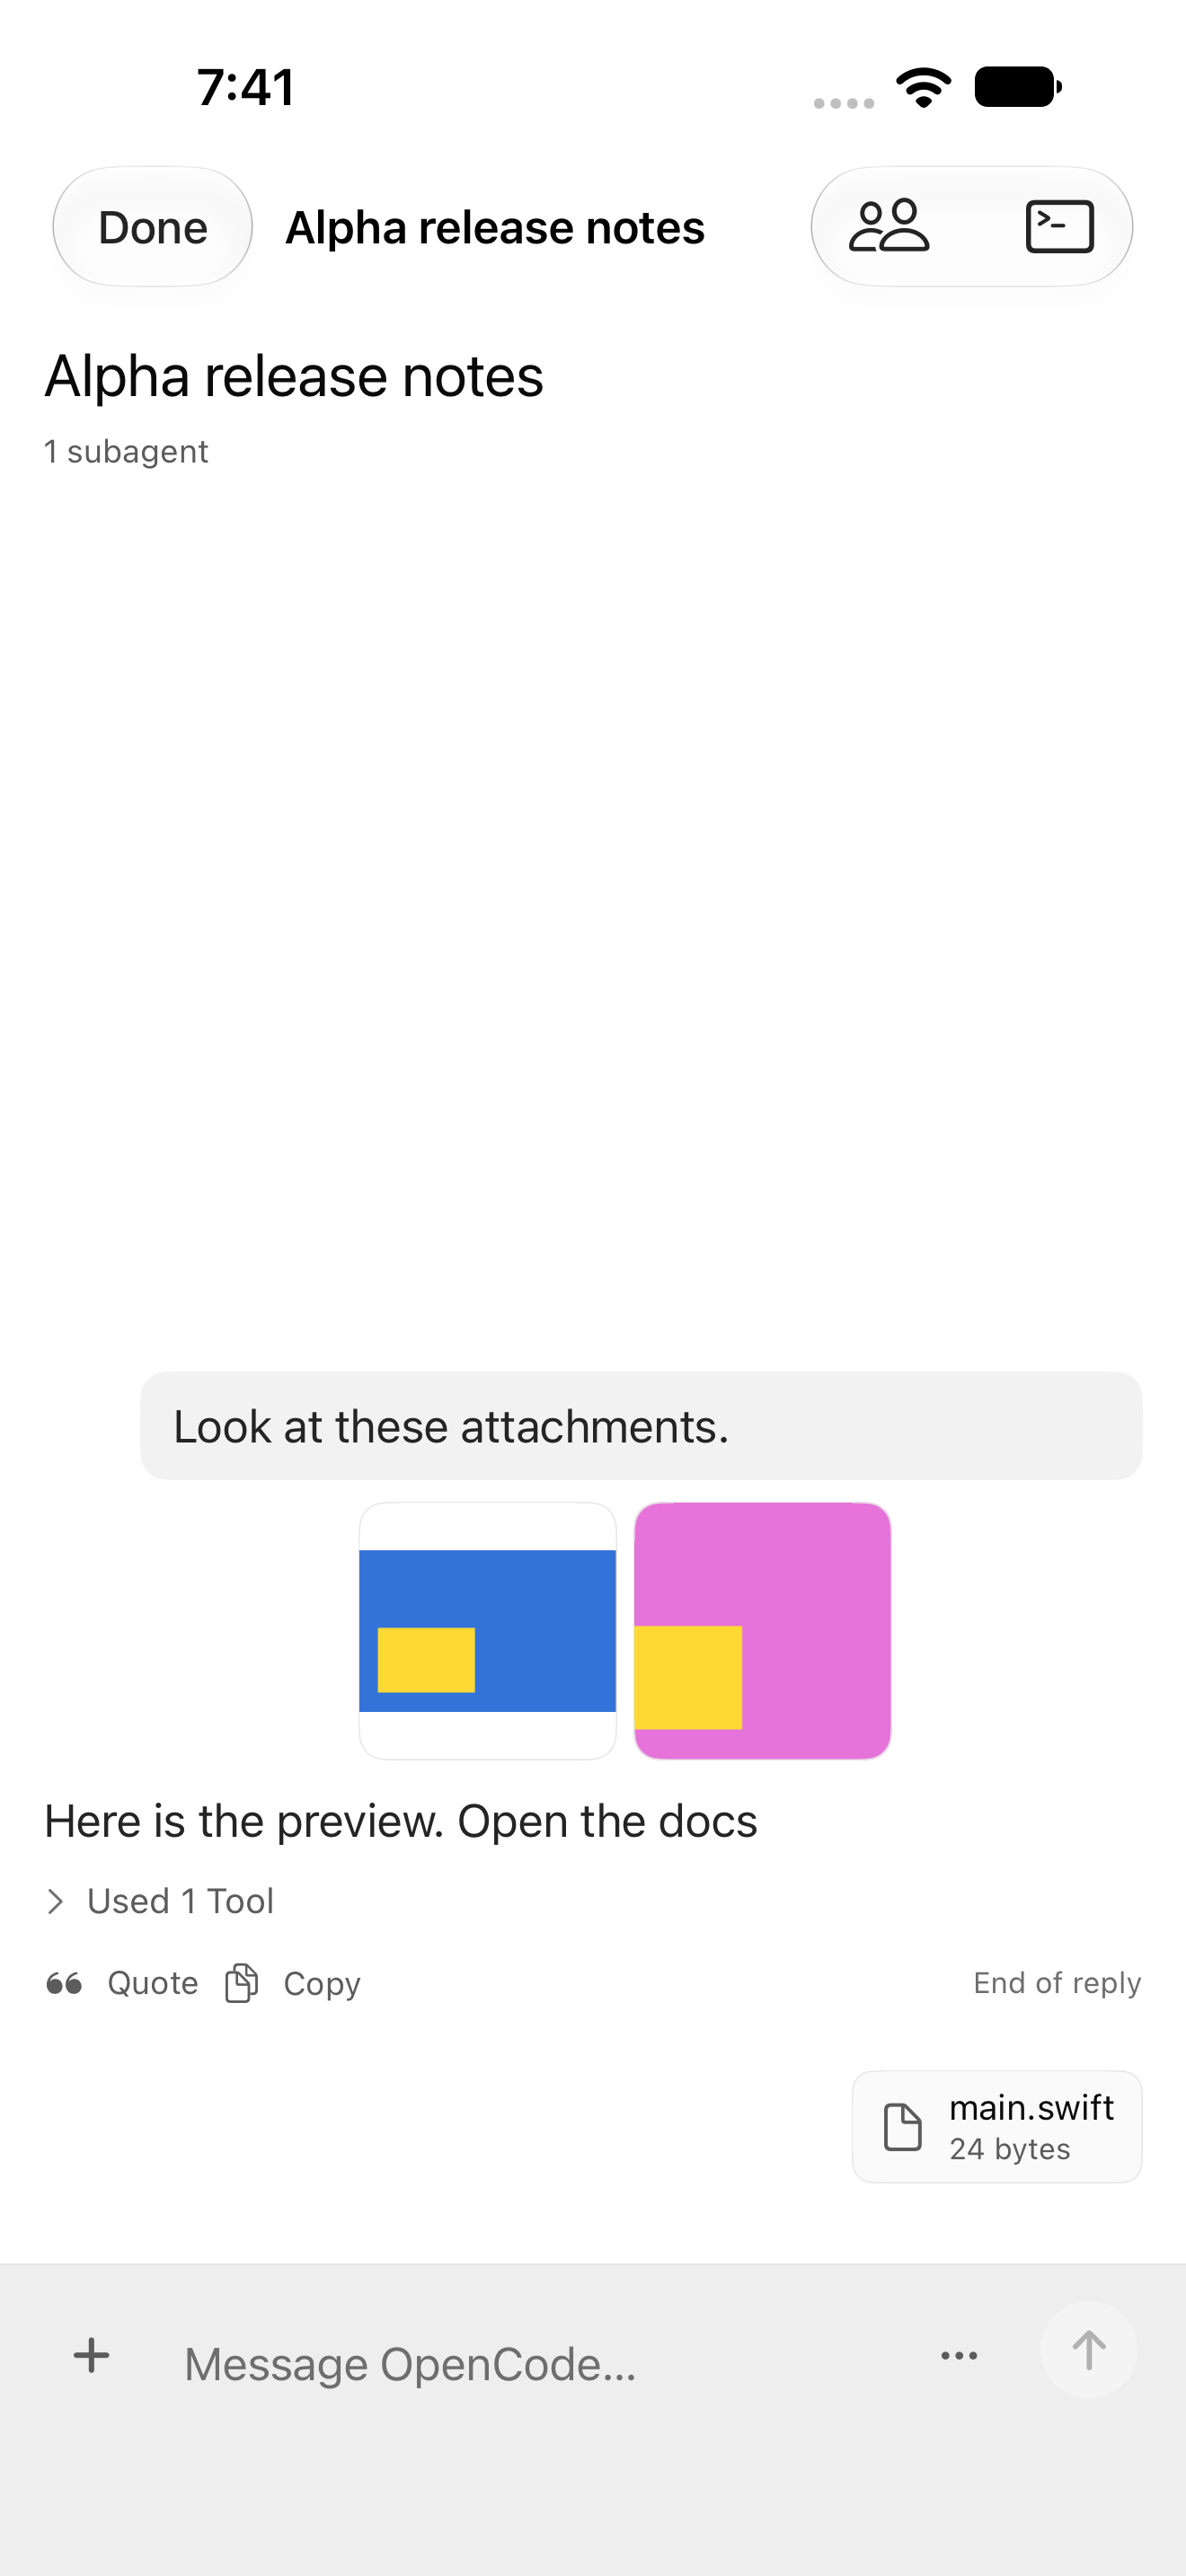 7:41
Done
Alpha release notes
Alpha release notes
1 subagent
Look at these attachments.
Here is the preview. Open the docs
Used 1 Tool
Quote
Copy
End of reply
main.swift
24 bytes
Message OpenCode...